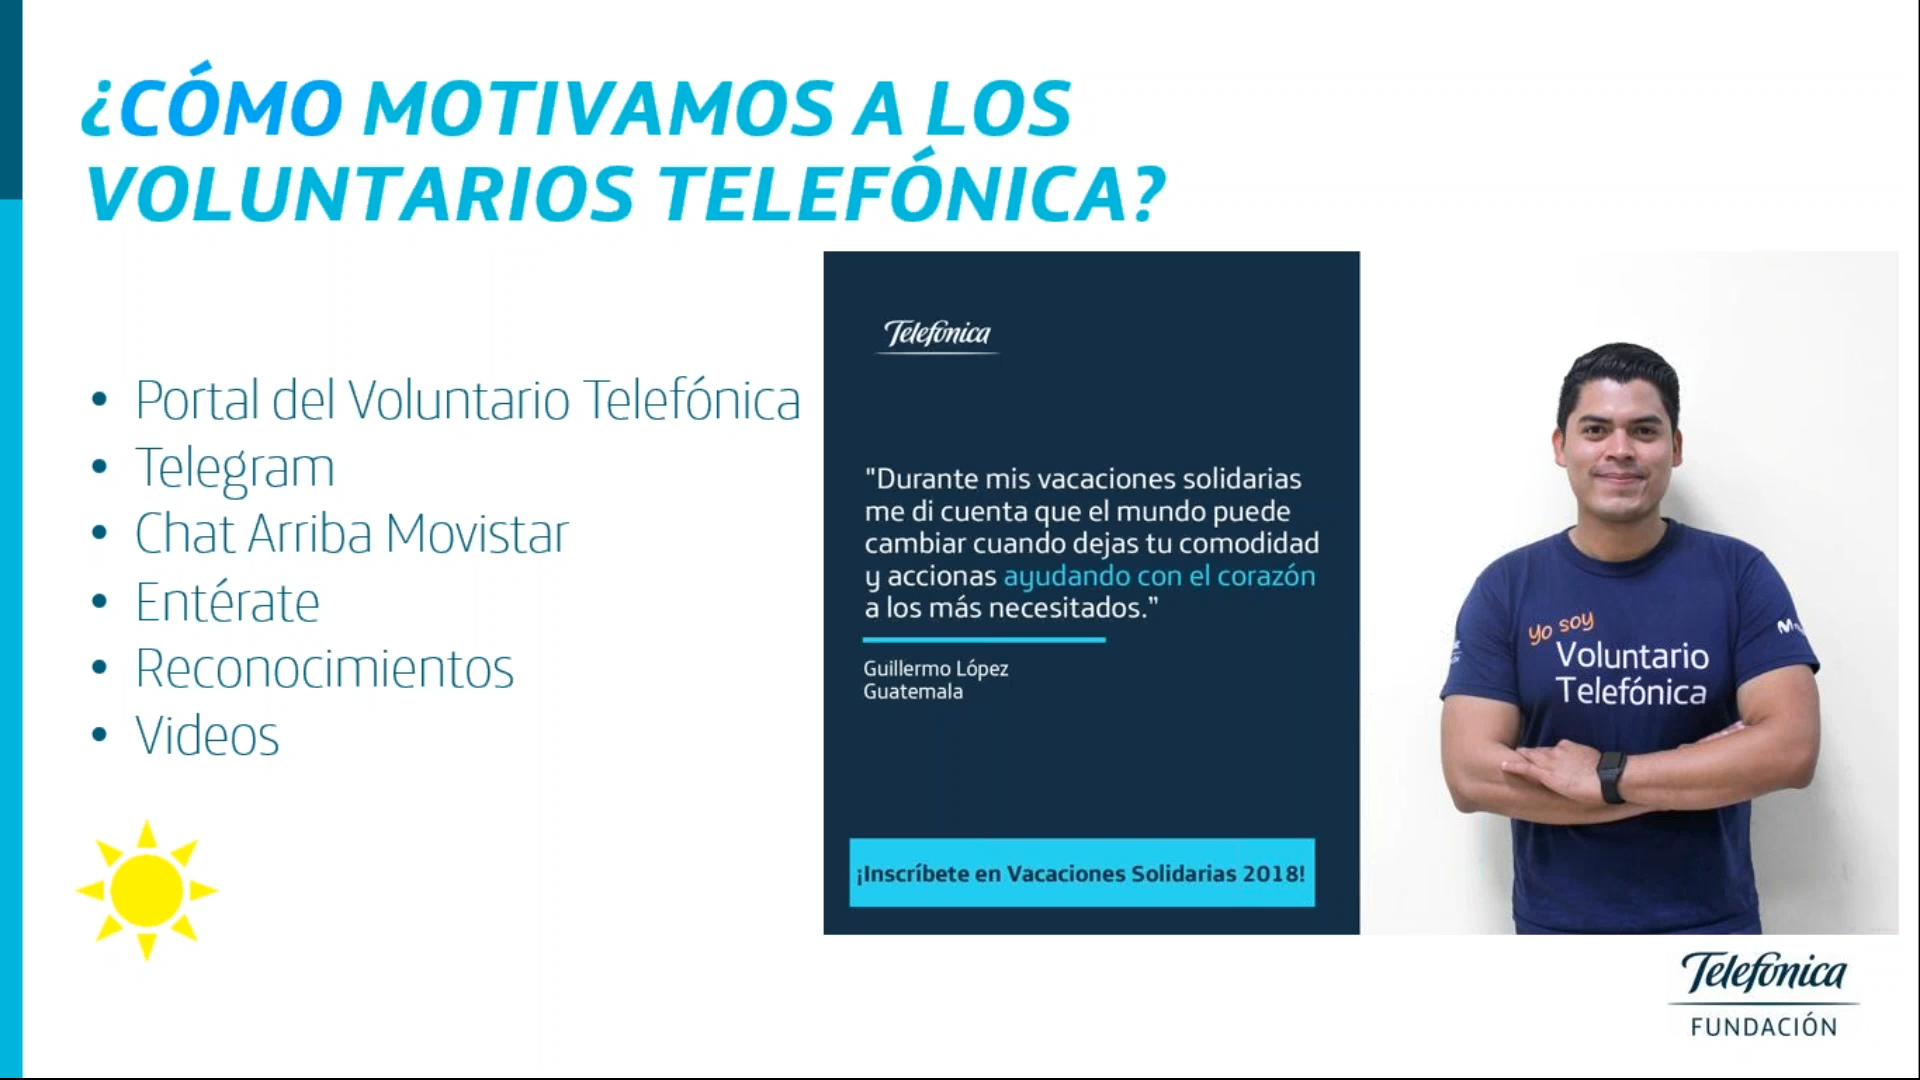 ¿CÓMO MOTIVAMOS A LOS
VOLUNTARIOS TELEFÓNICA?
• Portal del Voluntario Telefónica
• Telegram
• Chat Arriba Movistar
• Entérate
• Reconocimientos
• Videos
Telefónica
"Durante mis vacaciones solidarias
me di cuenta que el mundo puede
cambiar cuando dejas tu comodidad
y accionas ayudando con el corazón
a los más necesitados.”
Guillermo López
Guatemala
¡Inscríbete en Vacaciones Solidarias 2018!
yo soy
Voluntario
Telefónica
Telefónica
FUNDACIÓN